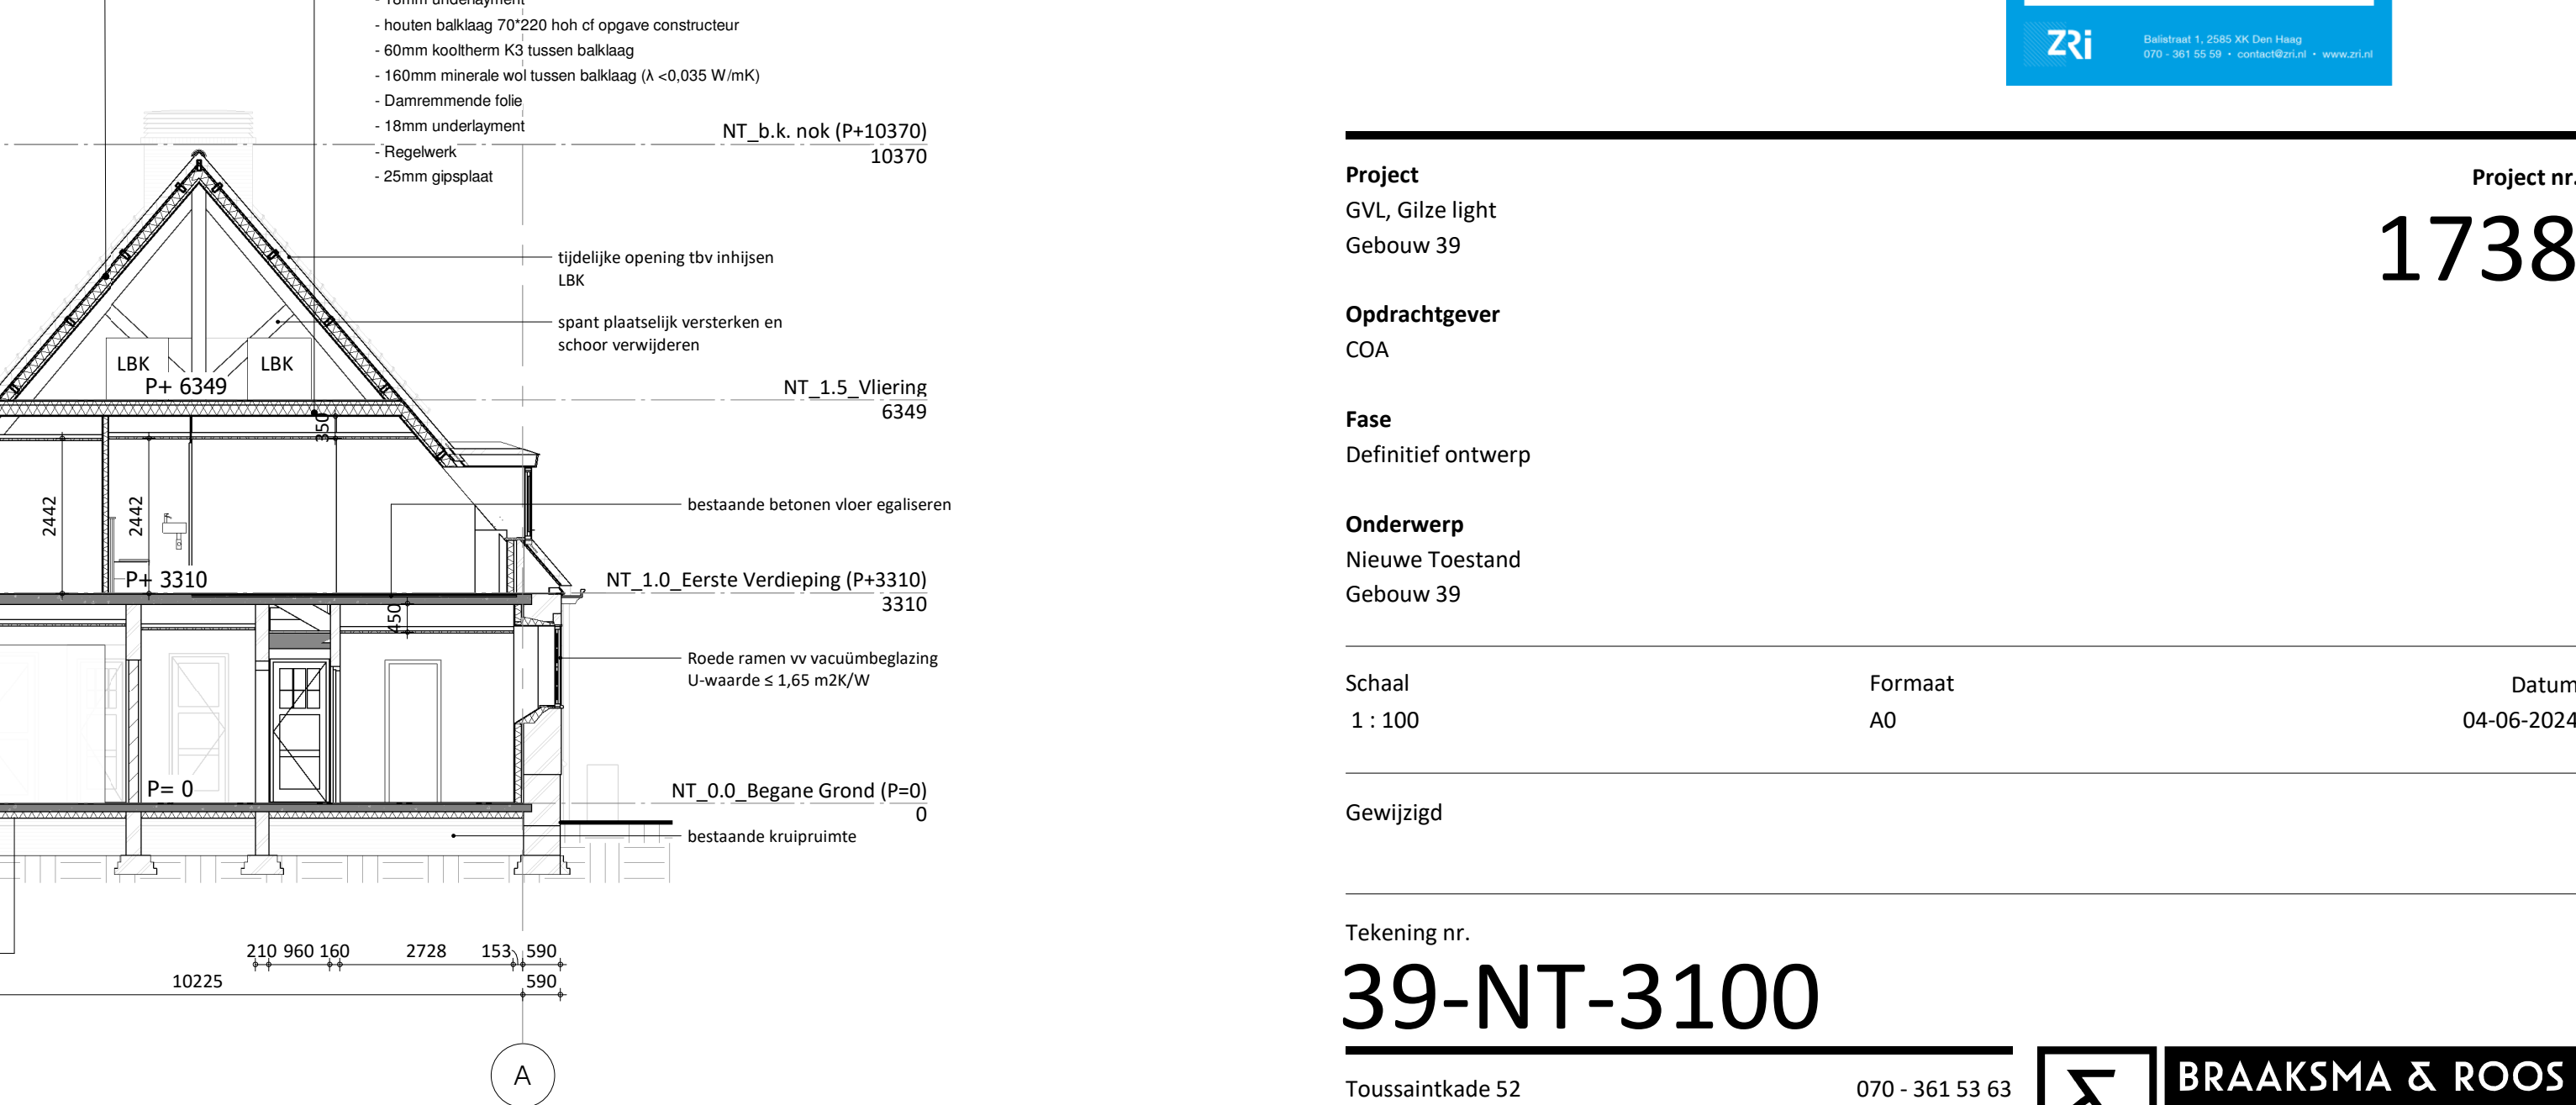 - 18mm underlayment
- houten balklaag 70*220 hoh cf opgave constructeur
- 60mm kooltherm K3 tussen balklaag
- 160mm minerale wol tussen balklaag (λ <0,035 W/mK)
- Damremmende folie
- 18mm underlayment
- Regelwerk
- 25mm gipsplaat
NT_b.k. nok (P+10370)
10370
tijdelijke opening tbv inhijsen
LBK
spant plaatselijk versterken en
schoor verwijderen
LBK
LBK
P+ 6349
NT_1.5_Vliering
6349
350
2442
2442
bestaande betonen vloer egaliseren
P+ 3310
NT_1.0_Eerste Verdieping (P+3310)
3310
450
Roede ramen vv vacuümbeglazing
U-waarde ≤ 1,65 m2K/W
P= 0
NT_0.0_Begane Grond (P=0)
0
bestaande kruipruimte
210 960 160 2728 153 590
10225 590
A
ZRi
Balistraat 1, 2585 XK Den Haag
070 - 361 55 59 • contact@zri.nl • www.zri.nl
Project
Project nr.
GVL, Gilze light
1738
Gebouw 39
Opdrachtgever
COA
Fase
Definitief ontwerp
Onderwerp
Nieuwe Toestand
Gebouw 39
Schaal Formaat Datum
1 : 100 A0 04-06-2024
Gewijzigd
Tekening nr.
39-NT-3100
Toussaintkade 52 070 - 361 53 63
BRAAKSMA & ROOS